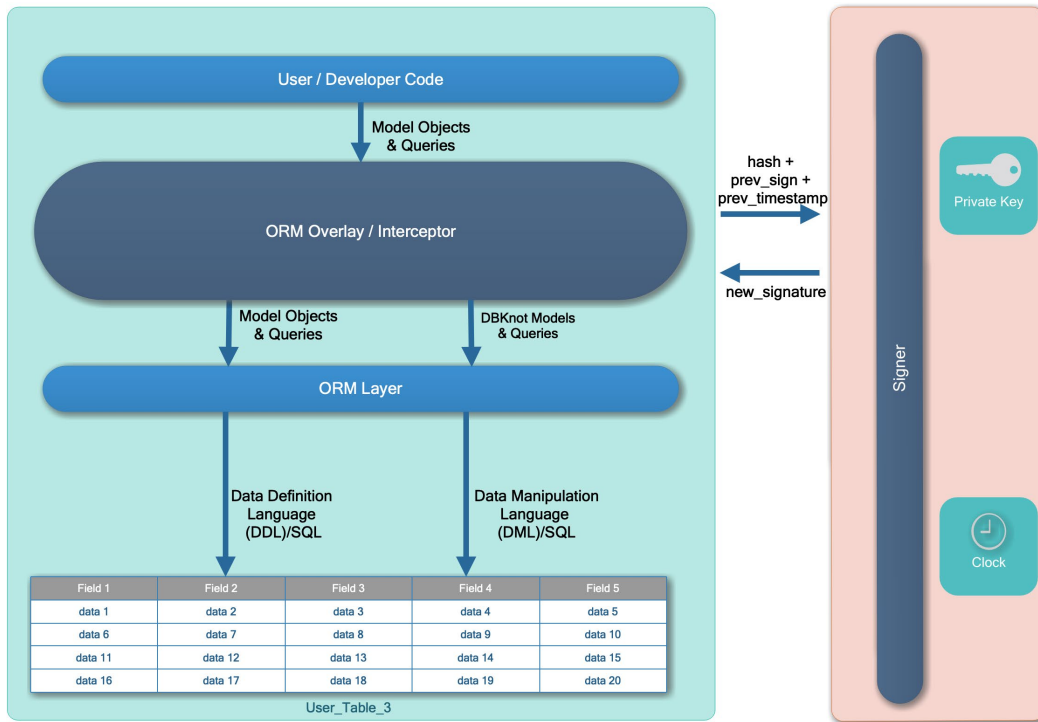 User / Developer Code
Model Objects
& Queries
ORM Overlay / Interceptor
Model Objects
& Queries
DBKnot Models
& Queries
ORM Layer
Data Definition
Language
(DDL)/SQL
Data Manipulation
Language
(DML)/SQL
Field 1 Field 2 Field 3 Field 4 Field 5
data 1 data 2 data 3 data 4 data 5
data 6 data 7 data 8 data 9 data 10
data 11 data 12 data 13 data 14 data 15
data 16 data 17 data 18 data 19 data 20
User_Table_3
hash +
prev_sign +
prev_timestamp
new_signature
Signer
Private Key
Clock